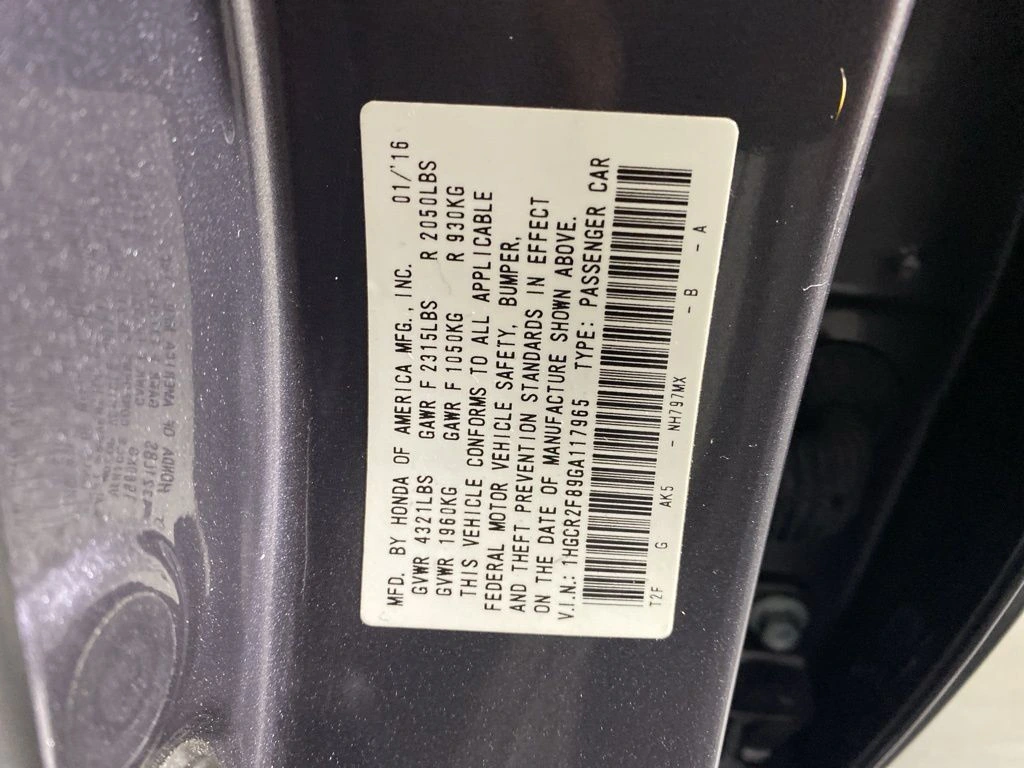 MFD. BY HONDA OF AMERICA MFG., INC. 01/'16
GVWR 4321LBS GAWR F 2315LBS R 2050LBS
GVWR 1960KG GAWR F 1050KG R 930KG
THIS VEHICLE CONFORMS TO ALL APPLICABLE
FEDERAL MOTOR VEHICLE SAFETY, BUMPER,
AND THEFT PREVENTION STANDARDS IN EFFECT
ON THE DATE OF MANUFACTURE SHOWN ABOVE.
V.I.N.: 1HGCR2F89GA117965 TYPE: PASSENGER CAR
T2F G AK5 - NH797MX - B - A